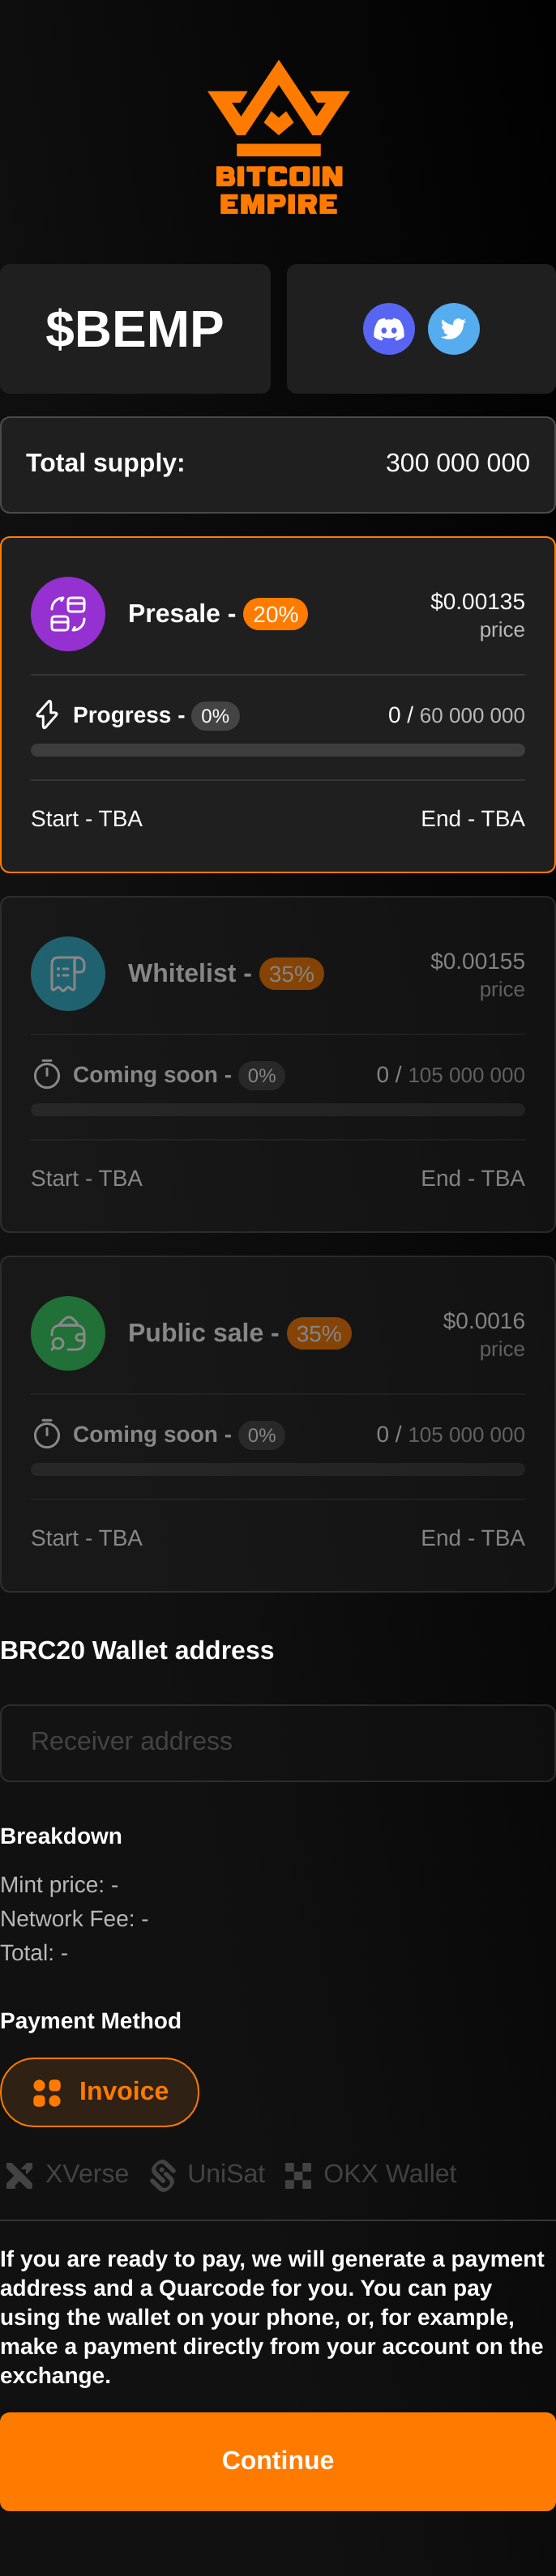 BITCOIN
EMPIRE
$BEMP
Total supply: 300 000 000
Presale - 20% $0.00135
price
Progress - 0% 0 / 60 000 000
Start - TBA End - TBA
Whitelist - 35% $0.00155
price
Coming soon - 0% 0 / 105 000 000
Start - TBA End - TBA
Public sale - 35% $0.0016
price
Coming soon - 0% 0 / 105 000 000
Start - TBA End - TBA
BRC20 Wallet address
Receiver address
Breakdown
Mint price: -
Network Fee: -
Total: -
Payment Method
Invoice
XVerse UniSat OKX Wallet
If you are ready to pay, we will generate a payment
address and a Quarcode for you. You can pay
using the wallet on your phone, or, for example,
make a payment directly from your account on the
exchange.
Continue